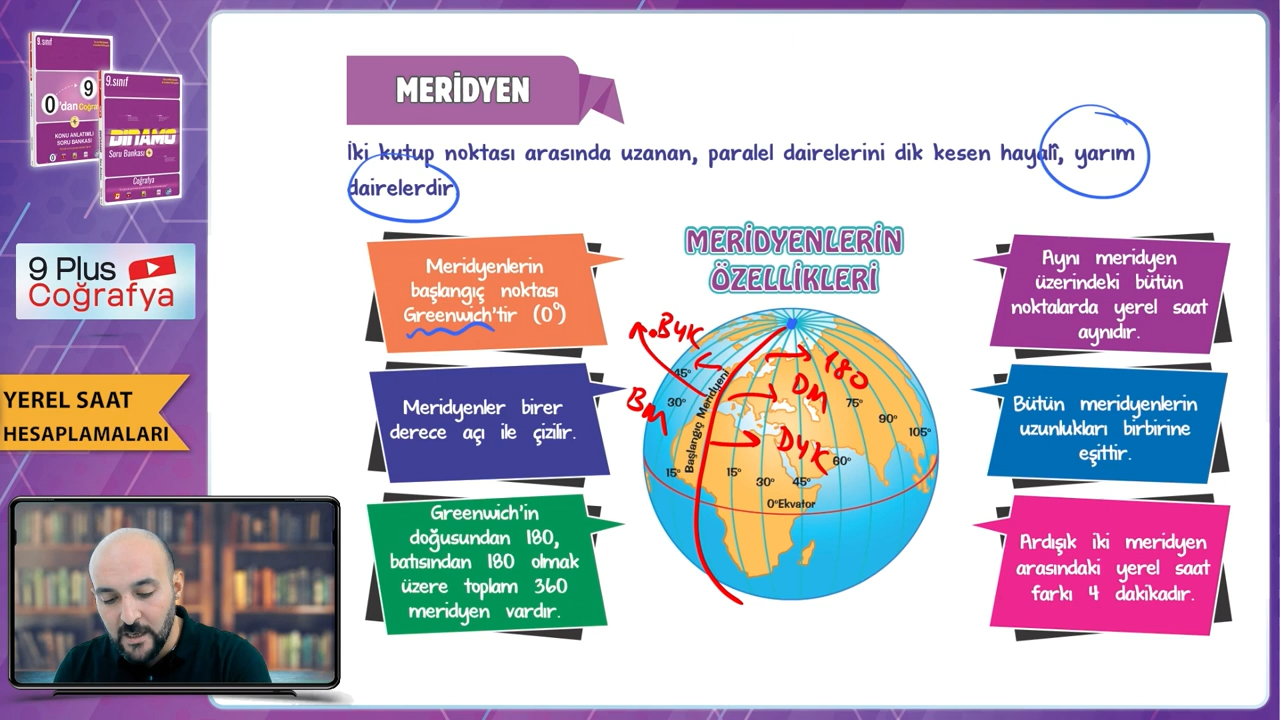 9.sınıf
0'dan 9
Coğrafya
KONU ANLATIMLI
SORU BANKASI
9.sınıf
DİNAMO
Soru Bankası
Coğrafya
9 Plus
Coğrafya
YEREL SAAT
HESAPLAMALARI
MERİDYEN
İki kutup noktası arasında uzanan, paralel dairelerini dik kesen hayalî, yarım
dairelerdir
MERİDYENLERİN
ÖZELLİKLERİ
Meridyenlerin
başlangıç noktası
Greenwich'tir (0°)
Meridyenler birer
derece açı ile çizilir.
Greenwich'in
doğusundan 180,
batısından 180 olmak
üzere toplam 360
meridyen vardır.
BYK
180
BM
DM
DYK
45°
30°
15°
Başlangıç Meridyeni
15°
30°
45°
60°
75°
90°
105°
0°Ekvator
Aynı meridyen
üzerindeki bütün
noktalarda yerel saat
aynıdır.
Bütün meridyenlerin
uzunlukları birbirine
eşittir.
Ardışık iki meridyen
arasındaki yerel saat
farkı 4 dakikadır.